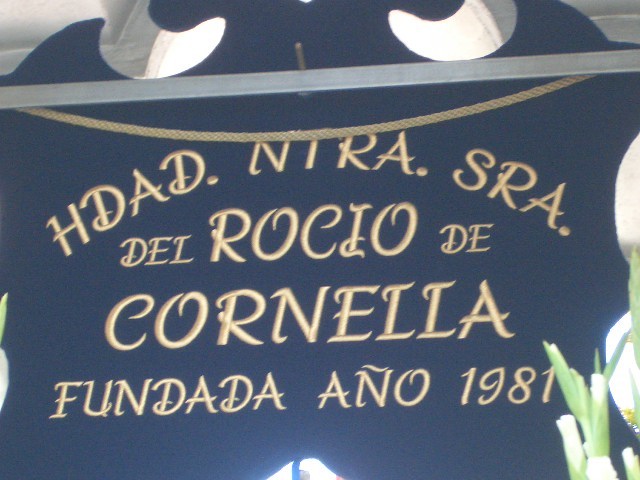 HDAD. NTRA. SRA.
DEL ROCIO DE
CORNELLA
FUNDADA AÑO 1981